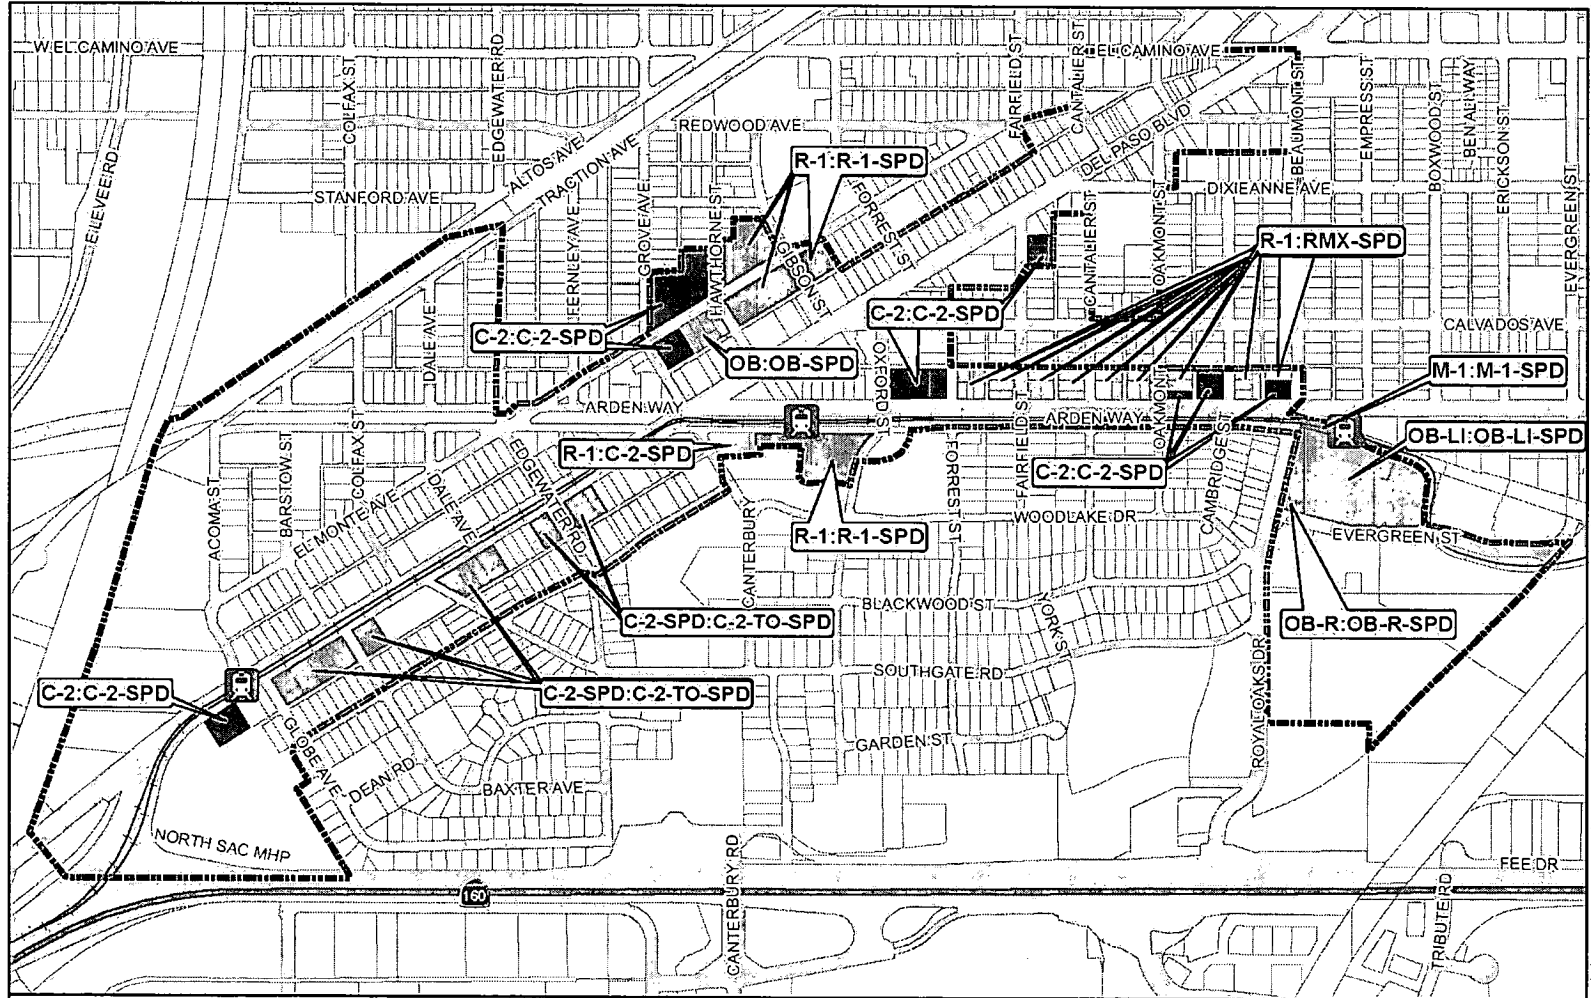 W EL CAMINO AVE
COLFAX ST
EDGEWATER RD
FAIRFIELD ST
CANTALIER ST
EL CAMINO AVE
BEAUMONT ST
EMPRESS ST
BOXWOOD ST
BEN ALI WAY
ERICKSON ST
EVERGREEN ST
E LEVEE RD
REDWOOD AVE
DEL PASO BLVD
ALTOS AVE
TRACTION AVE
R-1:R-1-SPD
STANFORD AVE
DIXIEANNE AVE
FERNLEY AVE
GROVE AVE
HAWTHORNE ST
GIBSON ST
FORREST ST
CANTALIER ST
OAKMONT ST
R-1:RMX-SPD
C-2:C-2-SPD
C-2:C-2-SPD
CALVADOS AVE
DALE AVE
OB:OB-SPD
OXFORD ST
M-1:M-1-SPD
ARDEN WAY
ARDEN WAY
OAKMONT
CAMBRIDGE ST
FAIRFIELD ST
OB-LI:OB-LI-SPD
R-1:C-2-SPD
C-2:C-2-SPD
ACOMA ST
BARSTOW ST
COLFAX ST
EL MONTE AVE
DALE AVE
EDGEWATER RD
CANTERBURY
FORREST ST
WOODLAKE DR
R-1:R-1-SPD
EVERGREEN ST
C-2-SPD:C-2-TO-SPD
BLACKWOOD ST
YORK ST
OB-R:OB-R-SPD
SOUTHGATE RD
ROYAL OAKS DR
C-2:C-2-SPD
C-2-SPD:C-2-TO-SPD
GLOBE AVE
GARDEN ST
DEAN RD
BAXTER AVE
NORTH SAC MHP
FEE DR
160
CANTERBURY RD
TRIBUTE RD